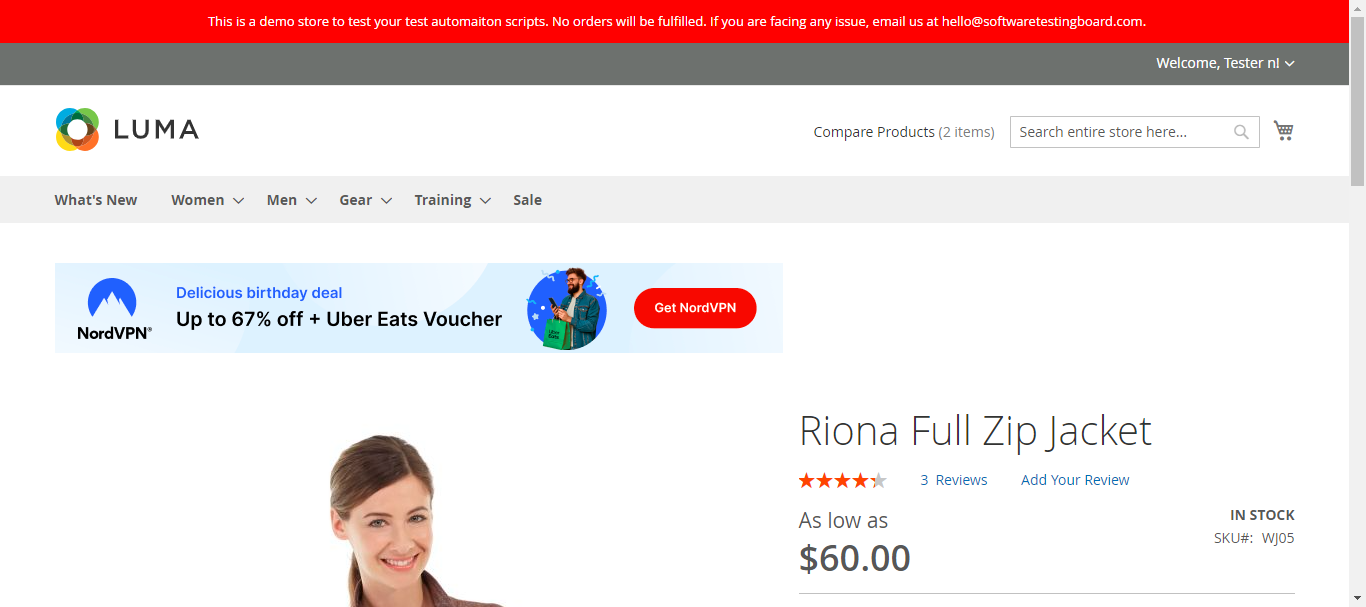 This is a demo store to test your test automaiton scripts. No orders will be fulfilled. If you are facing any issue, email us at hello@softwaretestingboard.com.
Welcome, Tester n!
LUMA
Compare Products (2 items)
Search entire store here...
What's New
Women
Men
Gear
Training
Sale
NordVPN®
Delicious birthday deal
Up to 67% off + Uber Eats Voucher
Uber Eats
Get NordVPN
Riona Full Zip Jacket
3 Reviews
Add Your Review
As low as
$60.00
IN STOCK
SKU#: WJ05